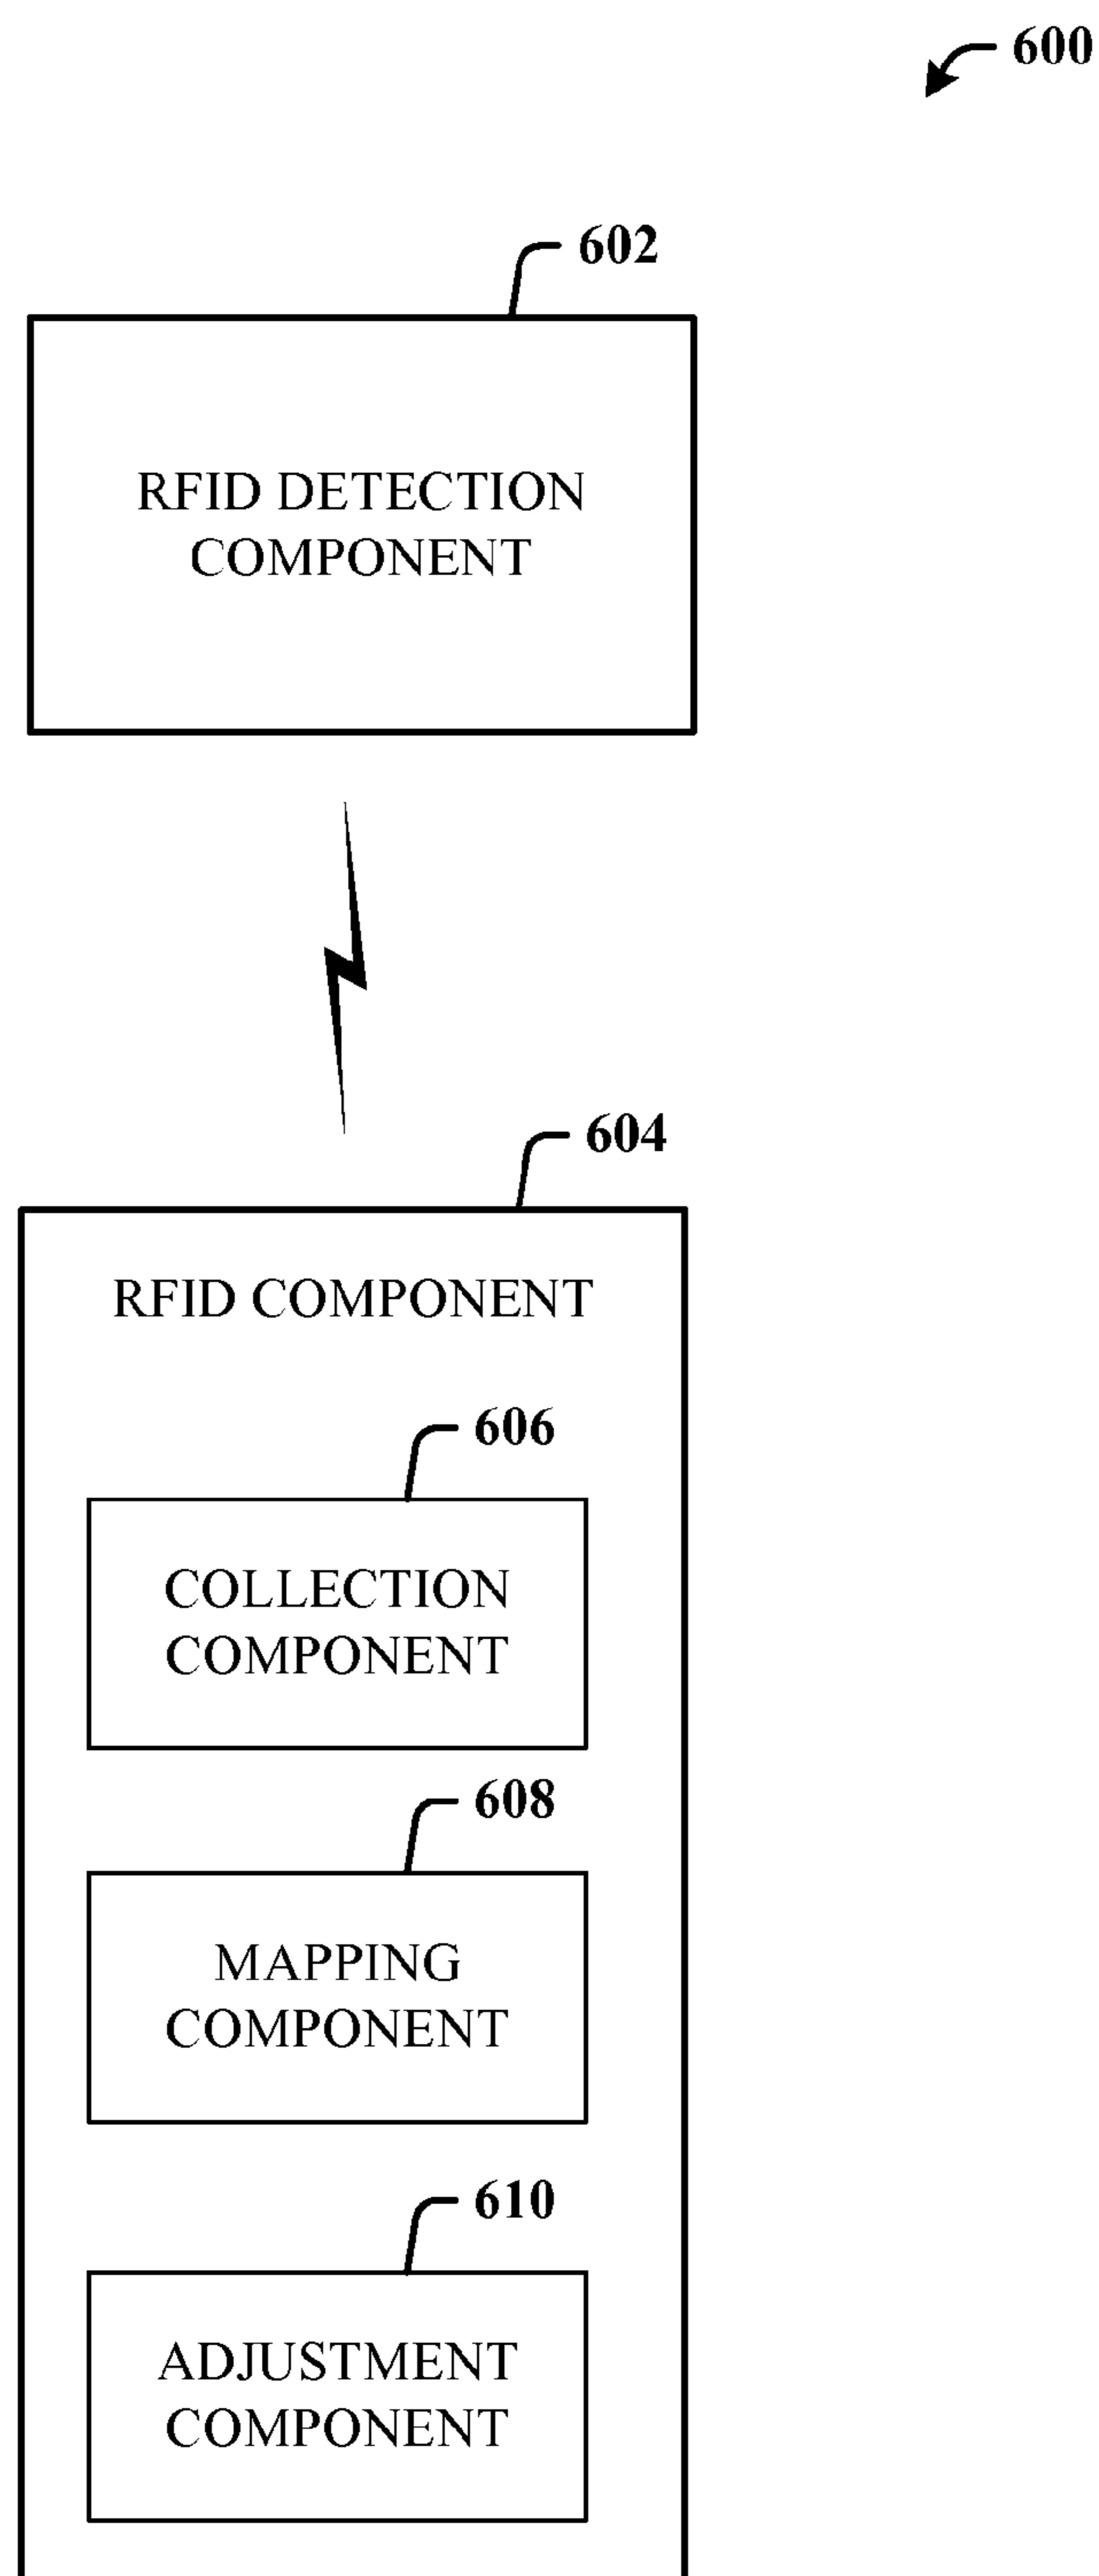 600
602
RFID DETECTION
COMPONENT
604
RFID COMPONENT
606
COLLECTION
COMPONENT
608
MAPPING
COMPONENT
610
ADJUSTMENT
COMPONENT